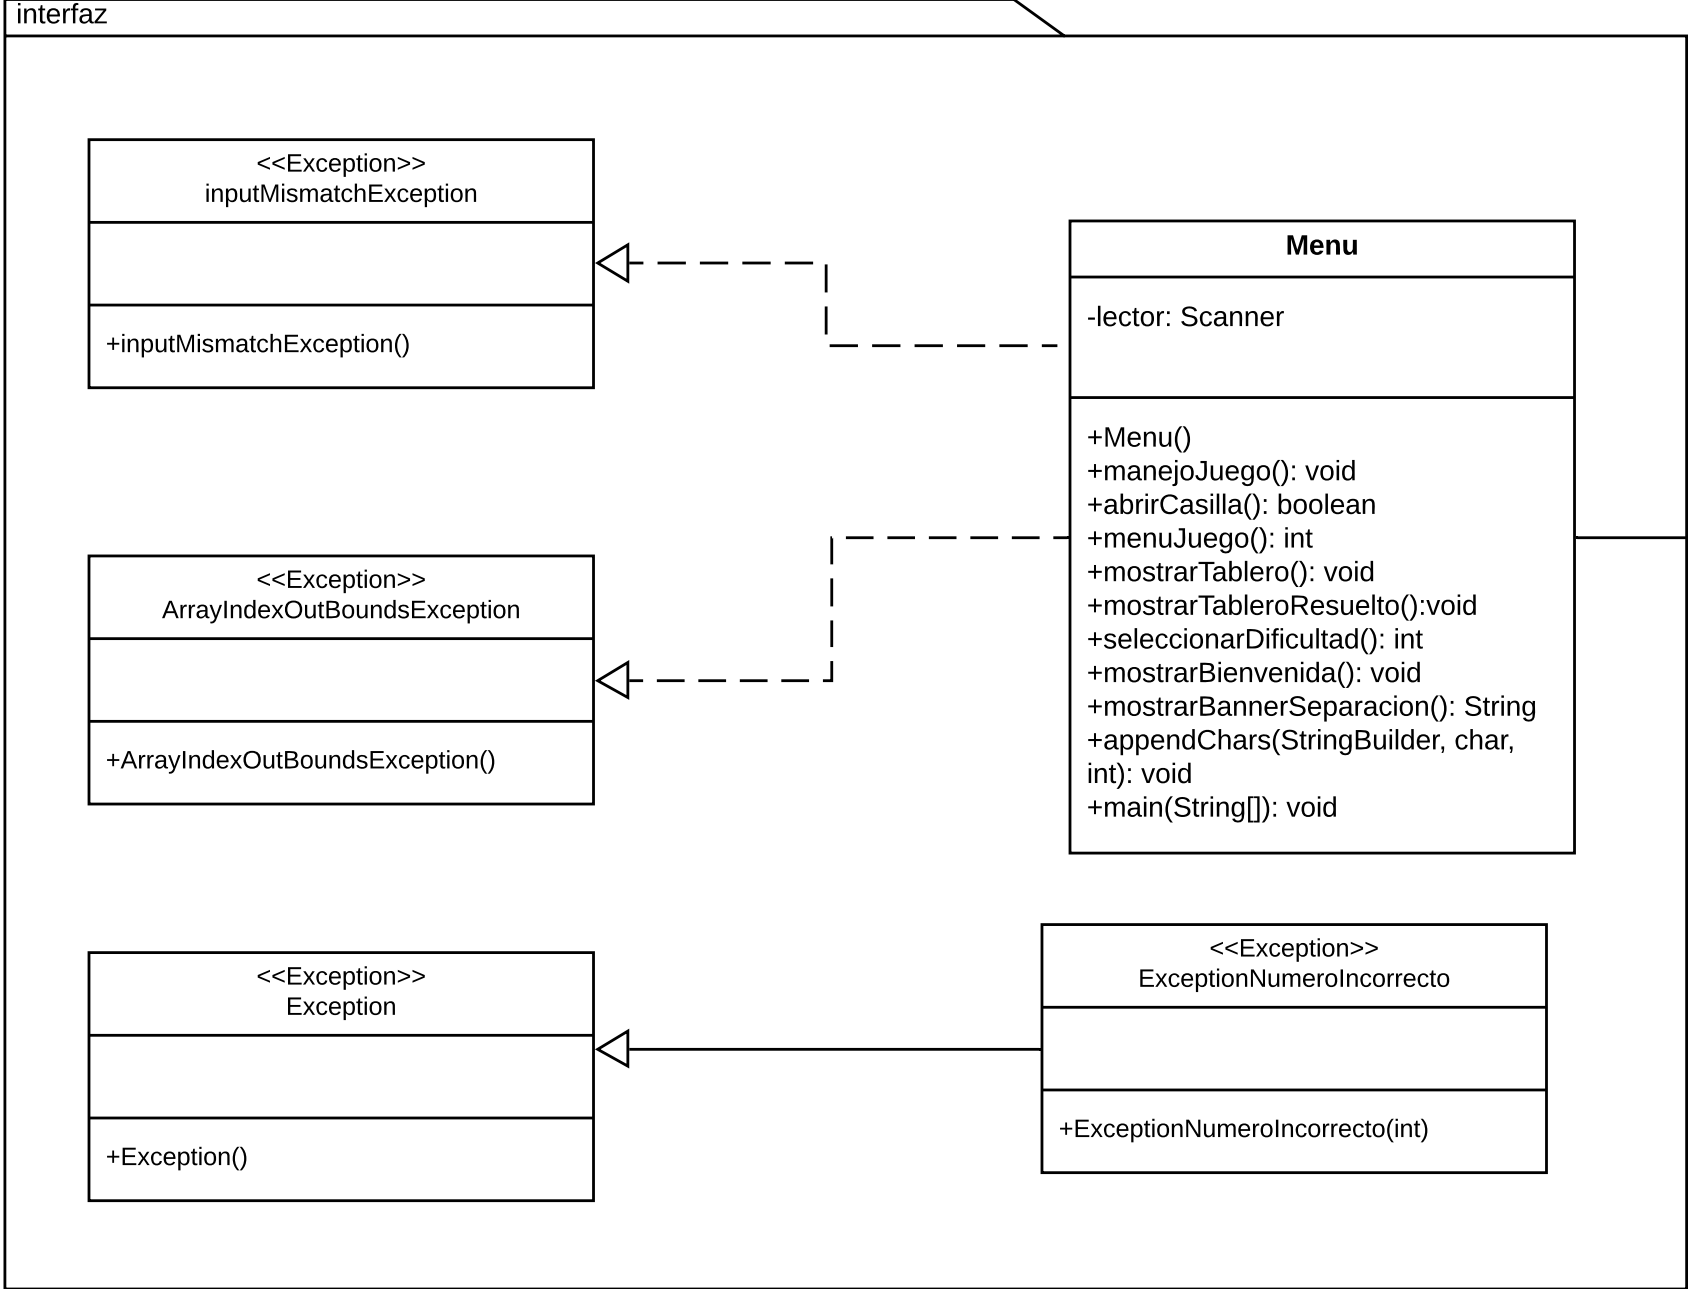 interfaz
<<Exception>>
inputMismatchException
+inputMismatchException()
<<Exception>>
ArrayIndexOutBoundsException
+ArrayIndexOutBoundsException()
<<Exception>>
Exception
+Exception()
Menu
-lector: Scanner
+Menu()
+manejoJuego(): void
+abrirCasilla(): boolean
+menuJuego(): int
+mostrarTablero(): void
+mostrarTableroResuelto():void
+seleccionarDificultad(): int
+mostrarBienvenida(): void
+mostrarBannerSeparacion(): String
+appendChars(StringBuilder, char,
int): void
+main(String[]): void
<<Exception>>
ExceptionNumeroIncorrecto
+ExceptionNumeroIncorrecto(int)